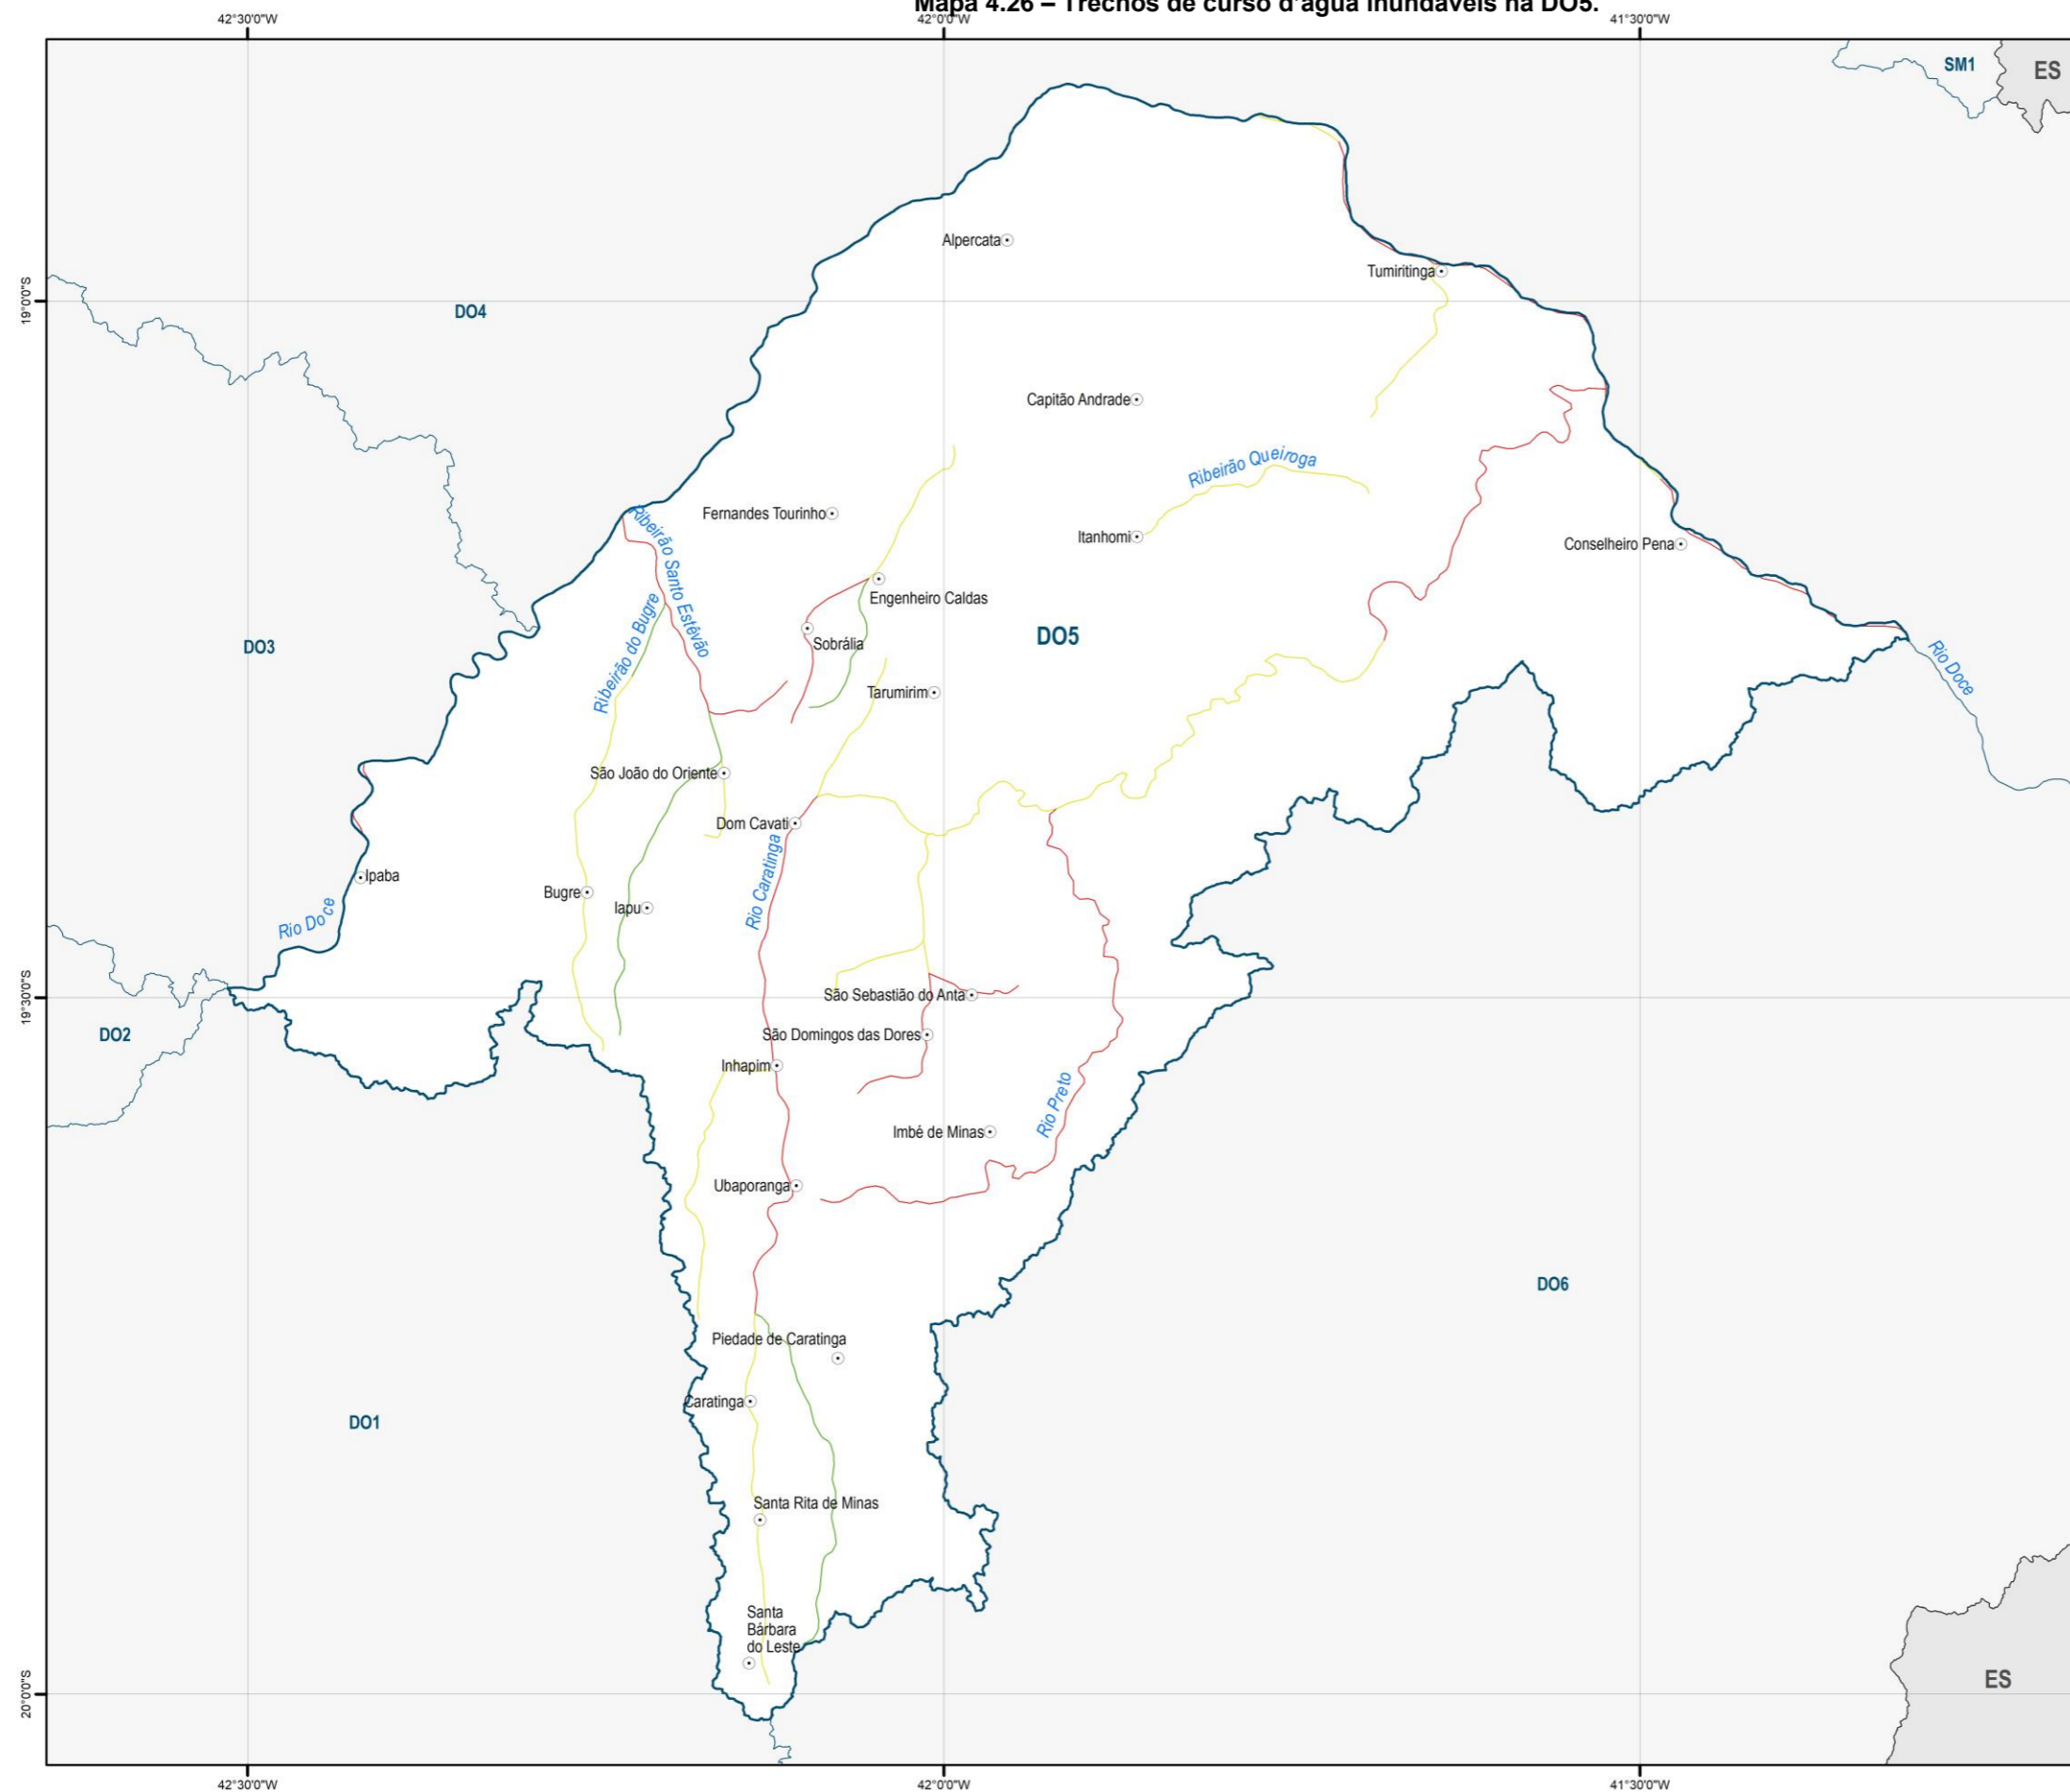 Mapa 4.26 – Trechos de curso d'água inundáveis na DO5.
42°30'0"W
42°0'0"W
41°30'0"W
SM1
ES
Alpercata
Tumiritinga
19°0'0"S
DO4
Capitão Andrade
Ribeirão Queiroga
Fernandes Tourinho
Ribeirão Santo Estêvão
Itanhomi
Conselheiro Pena
Engenheiro Caldas
Ribeirão do Bugre
Sobrália
DO5
DO3
Rio Doce
Tarumirim
São João do Oriente
Dom Cavati
Ipaba
Rio Caratinga
Bugre
Iapu
Rio Doce
19°30'0"S
São Sebastião do Anta
DO2
São Domingos das Dores
Inhapim
Rio Preto
Imbé de Minas
Ubaporanga
DO6
Piedade de Caratinga
Caratinga
DO1
Santa Rita de Minas
Santa
Bárbara
do Leste
ES
20°0'0"S
42°30'0"W
42°0'0"W
41°30'0"W